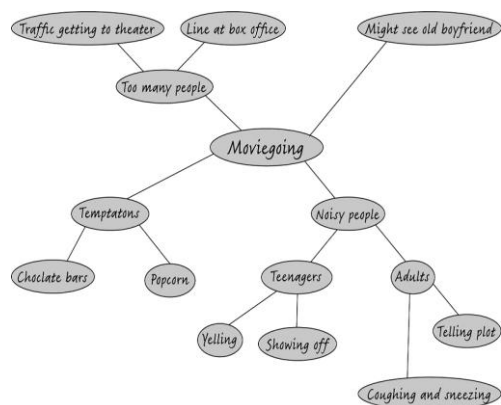 Traffic getting to theater
Line at box office
Might see old boyfriend
Too many people
Moviegoing
Temptatons
Noisy people
Choclate bars
Popcorn
Teenagers
Adults
Yelling
Showing off
Telling plot
Coughing and sneezing